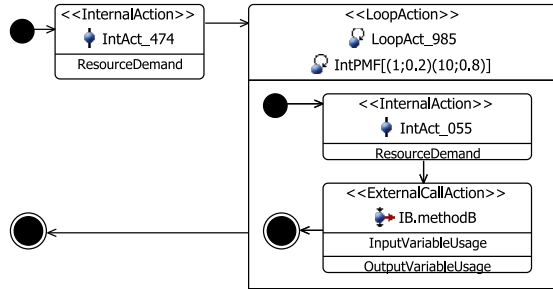 <<InternalAction>>
IntAct_474
ResourceDemand
<<LoopAction>>
LoopAct_985
IntPMF[(1;0.2)(10;0.8)]
<<InternalAction>>
IntAct_055
ResourceDemand
<<ExternalCallAction>>
IB.methodB
InputVariableUsage
OutputVariableUsage